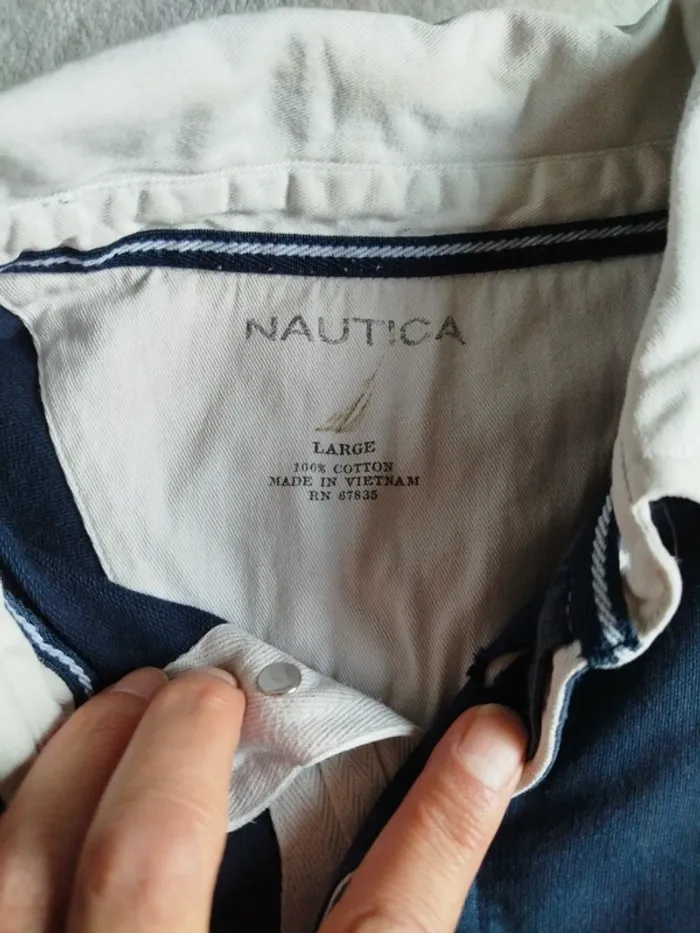 NAUTICA
LARGE
100% COTTON
MADE IN VIETNAM
RN 67835